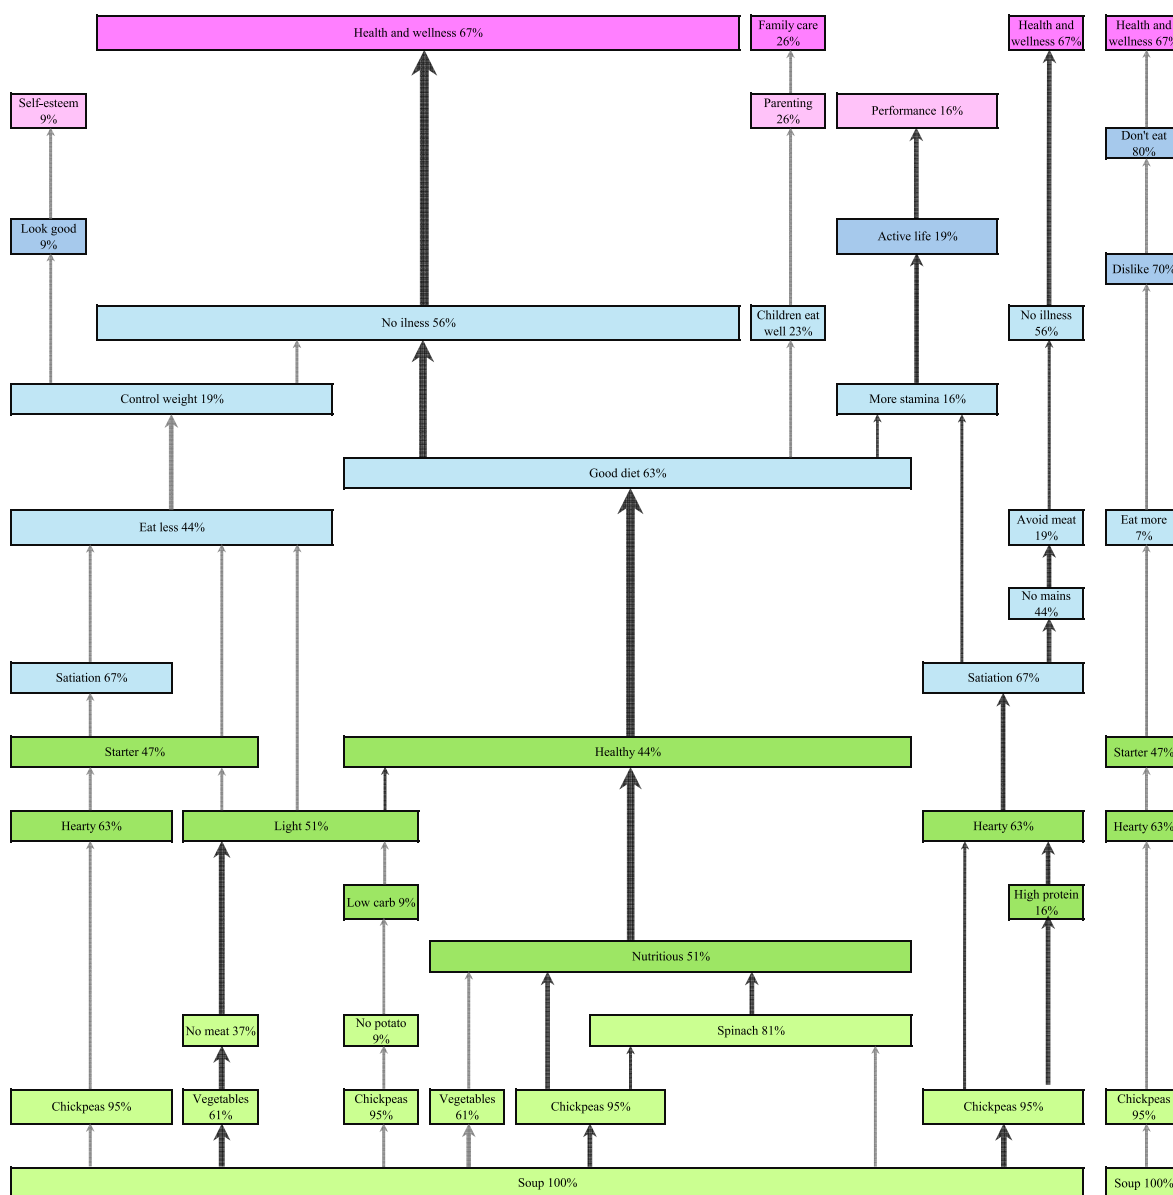 Health and wellness 67%
Family care
26%
Health and
wellness 67%
Health and
wellness 67%
Self-esteem
9%
Parenting
26%
Performance 16%
Don't eat
80%
Look good
9%
Active life 19%
Dislike 70%
No ilness 56%
Children eat
well 23%
No illness
56%
Control weight 19%
More stamina 16%
Good diet 63%
Eat less 44%
Avoid meat
19%
Eat more
7%
No mains
44%
Satiation 67%
Satiation 67%
Starter 47%
Healthy 44%
Starter 47%
Hearty 63%
Light 51%
Hearty 63%
Hearty 63%
Low carb 9%
High protein
16%
Nutritious 51%
No meat 37%
No potato
9%
Spinach 81%
Chickpeas 95%
Vegetables
61%
Chickpeas
95%
Vegetables
61%
Chickpeas 95%
Chickpeas 95%
Chickpeas
95%
Soup 100%
Soup 100%